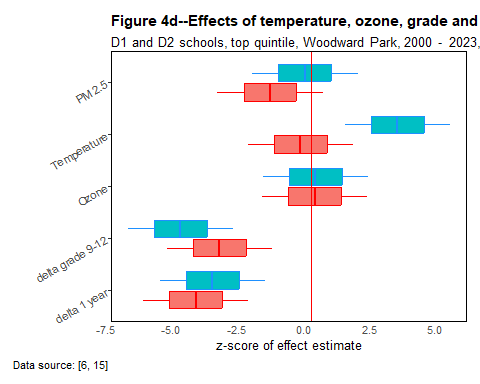 Figure 4d--Effects of temperature, ozone, grade and
D1 and D2 schools, top quintile, Woodward Park, 2000 - 2023,
PM2.5
Temperature
Ozone
delta grade 9-12
delta 1 year
-7.5 -5.0 -2.5 0.0 2.5 5.0
z-score of effect estimate
Data source: [6, 15]